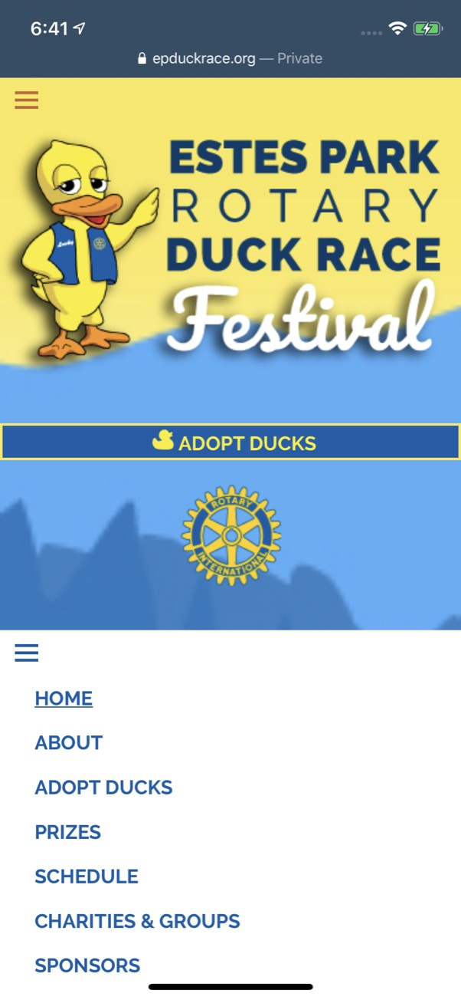 6:41
epduckrace.org — Private
ESTES PARK
ROTARY
DUCK RACE
Festival
Lucky
ADOPT DUCKS
ROTARY
INTERNATIONAL
HOME
ABOUT
ADOPT DUCKS
PRIZES
SCHEDULE
CHARITIES & GROUPS
SPONSORS